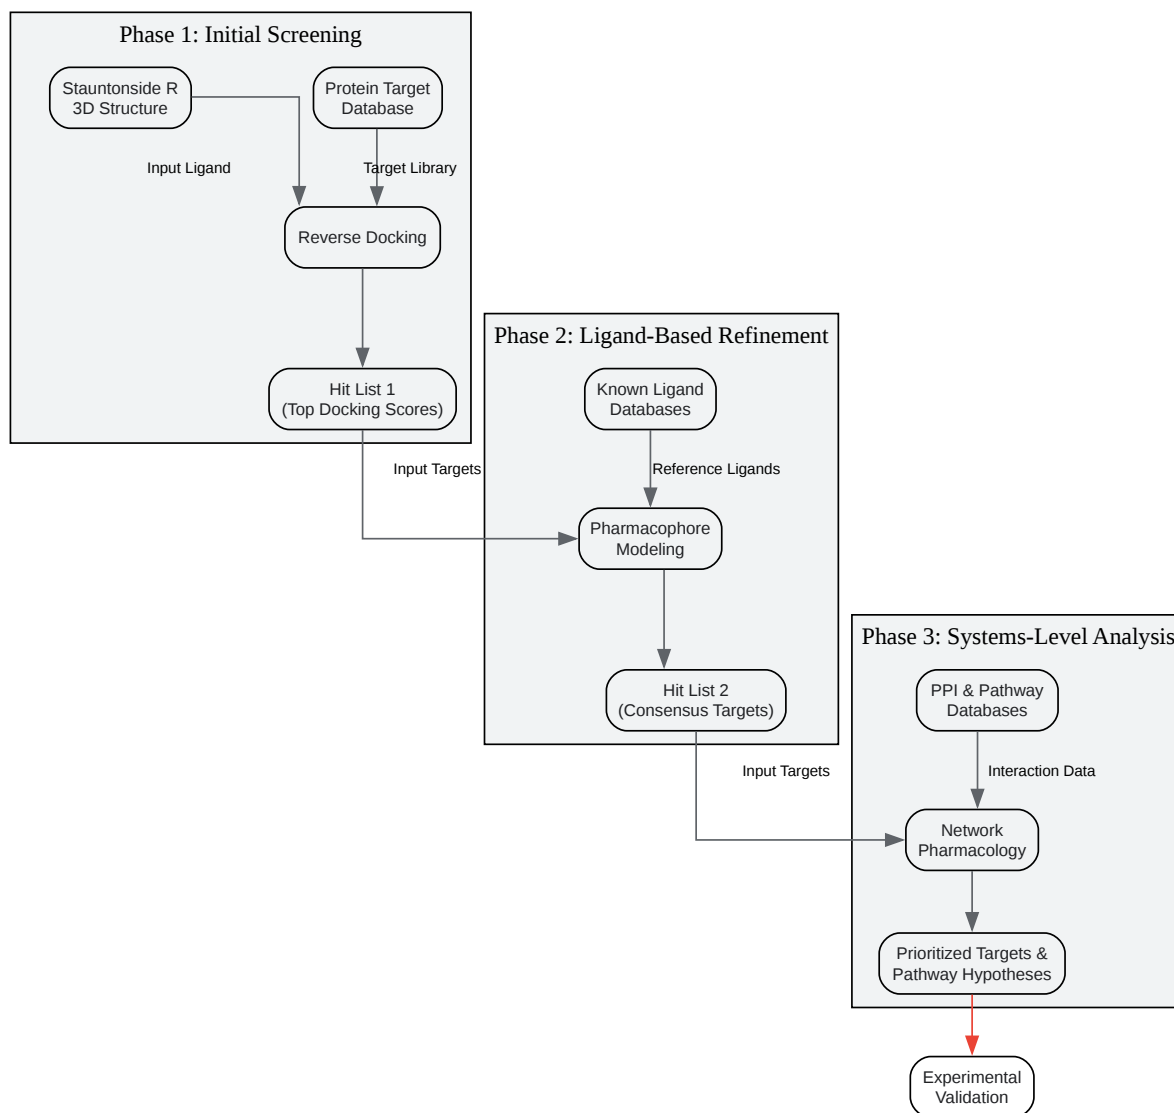 Phase 1: Initial Screening
Stauntonside R
3D Structure
Protein Target
Database
Input Ligand
Target Library
Reverse Docking
Hit List 1
(Top Docking Scores)
Phase 2: Ligand-Based Refinement
Known Ligand
Databases
Input Targets
Reference Ligands
Pharmacophore
Modeling
Hit List 2
(Consensus Targets)
Phase 3: Systems-Level Analysis
PPI & Pathway
Databases
Input Targets
Interaction Data
Network
Pharmacology
Prioritized Targets &
Pathway Hypotheses
Experimental
Validation